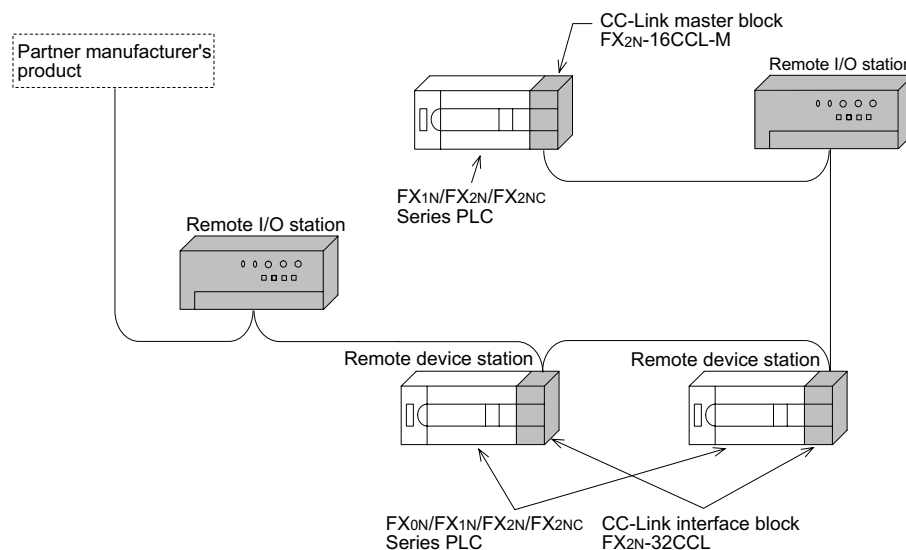 CC-Link master block
FX2N-16CCL-M
Partner manufacturer's
product
Remote I/O station
FX1N/FX2N/FX2NC
Series PLC
Remote I/O station
Remote device station
Remote device station
FX0N/FX1N/FX2N/FX2NC
Series PLC
CC-Link interface block
FX2N-32CCL